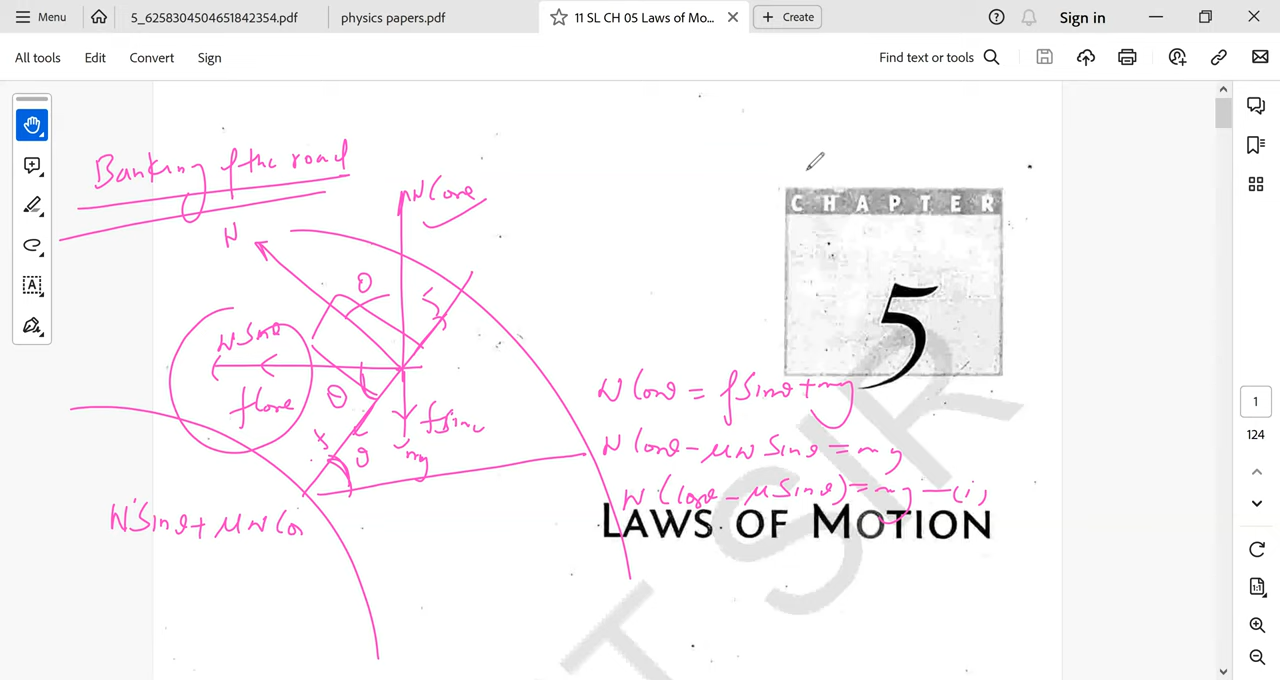 Menu
5_6258304504651842354.pdf
physics papers.pdf
11 SL CH 05 Laws of Mo...
Create
Sign in
All tools
Edit
Convert
Sign
Find text or tools
Banking of the road
N Cosθ
N
θ
N Sinθ
f Cosθ
θ
f Sinθ
mg
θ
f
N Cosθ = f Sinθ + mg
N Cosθ - μN Sinθ = mg
N (Cosθ - μ Sinθ) = mg - (i)
N Sinθ + μN Co
CHAPTER
5
LAWS OF MOTION
T SIR
1
124